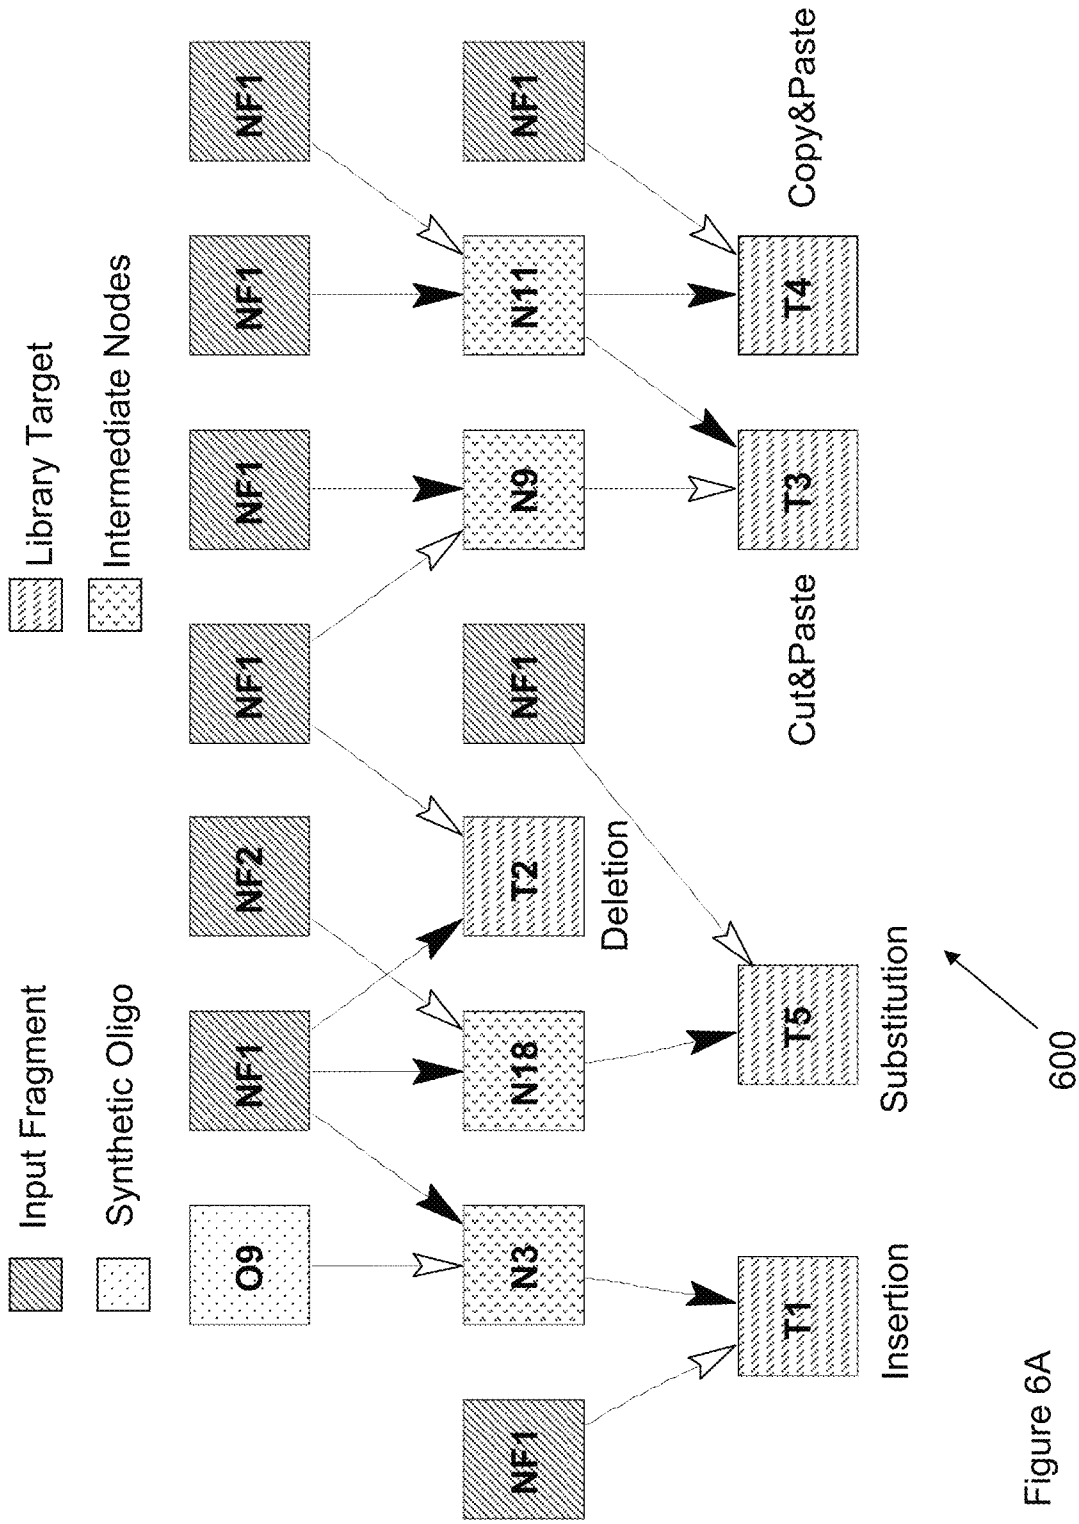 Input Fragment
Library Target
Synthetic Oligo
Intermediate Nodes
O9
NF1
NF2
NF1
NF1
NF1
NF1
NF1
N3
N18
T2
NF1
N9
N11
NF1
Deletion
T1
T5
Cut&Paste
T3
T4
Copy&Paste
Insertion
Substitution
Figure 6A
600